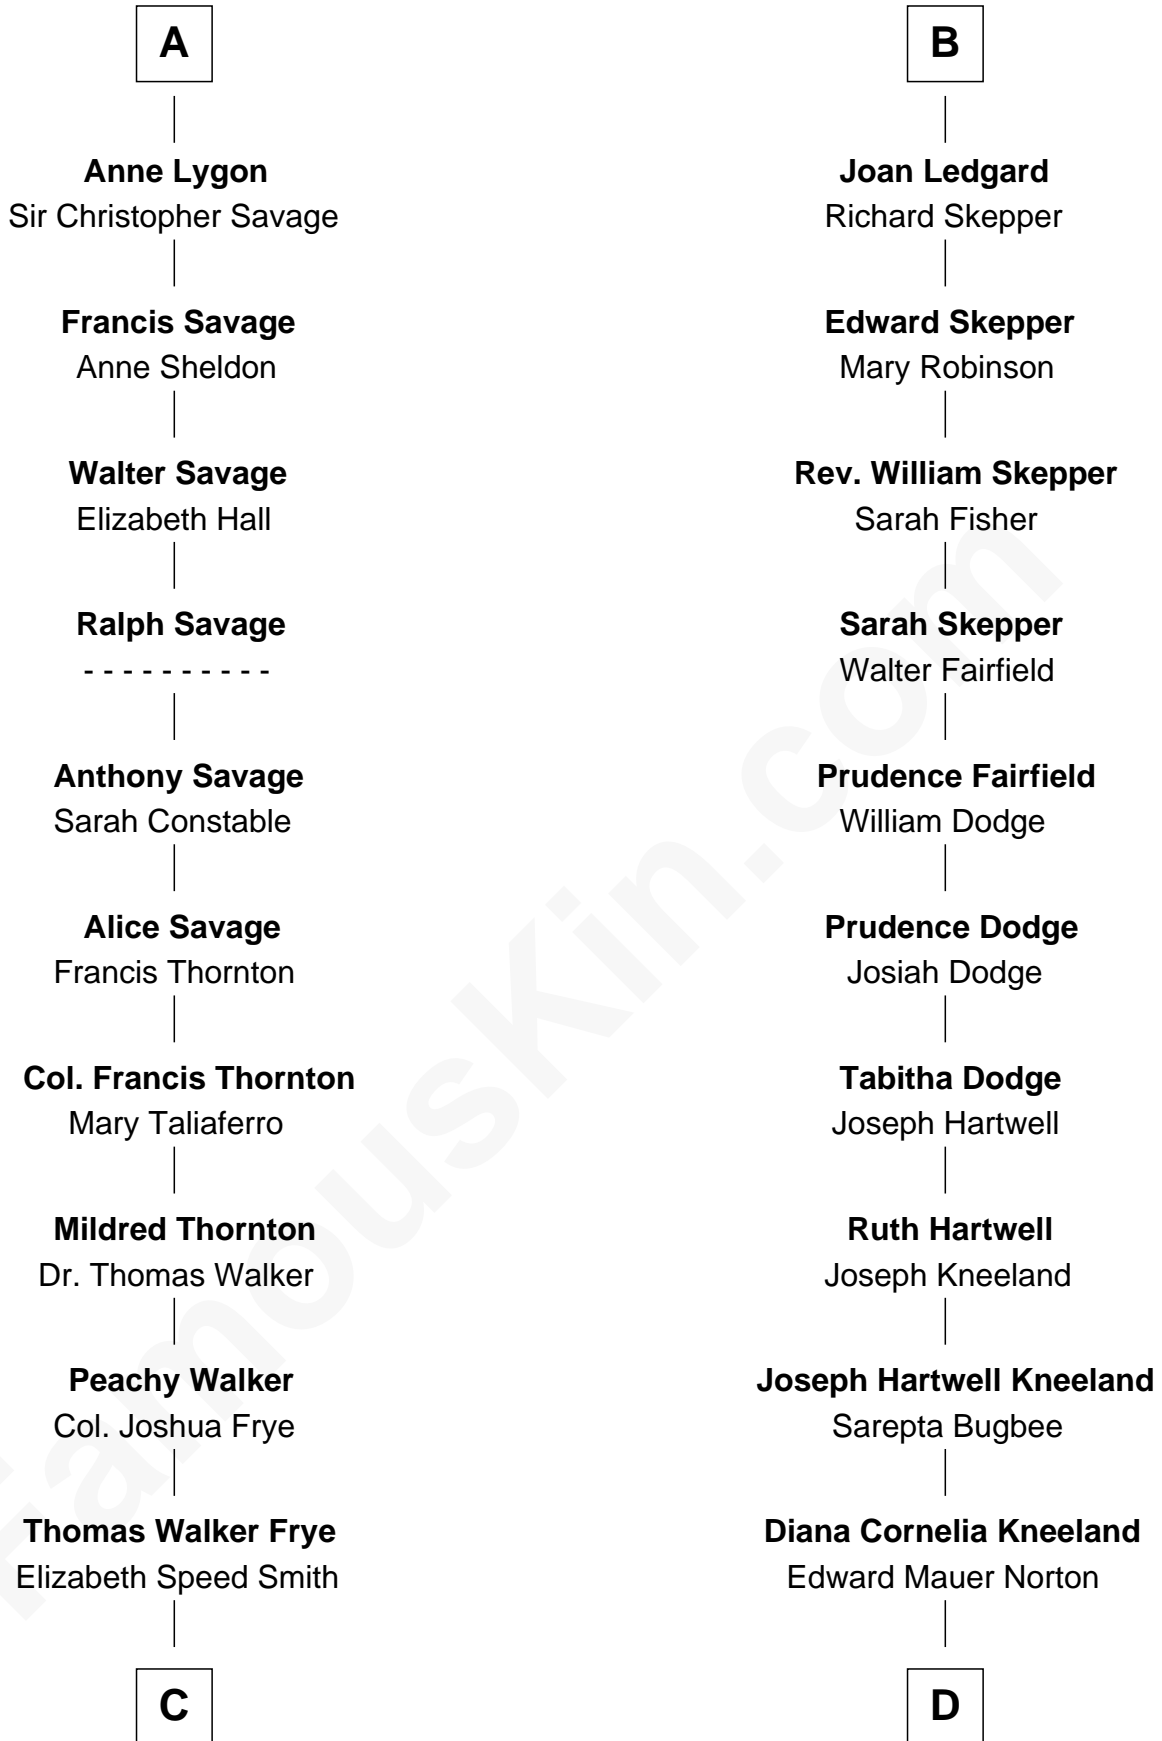 A
Anne Lygon
Sir Christopher Savage
Francis Savage
Anne Sheldon
Walter Savage
Elizabeth Hall
Ralph Savage
- - - - - - - - - -
Anthony Savage
Sarah Constable
Alice Savage
Francis Thornton
Col. Francis Thornton
Mary Taliaferro
Mildred Thornton
Dr. Thomas Walker
Peachy Walker
Col. Joshua Frye
Thomas Walker Frye
Elizabeth Speed Smith
C
B
Joan Ledgard
Richard Skepper
Edward Skepper
Mary Robinson
Rev. William Skepper
Sarah Fisher
Sarah Skepper
Walter Fairfield
Prudence Fairfield
William Dodge
Prudence Dodge
Josiah Dodge
Tabitha Dodge
Joseph Hartwell
Ruth Hartwell
Joseph Kneeland
Joseph Hartwell Kneeland
Sarepta Bugbee
Diana Cornelia Kneeland
Edward Mauer Norton
D
FamousKin.com